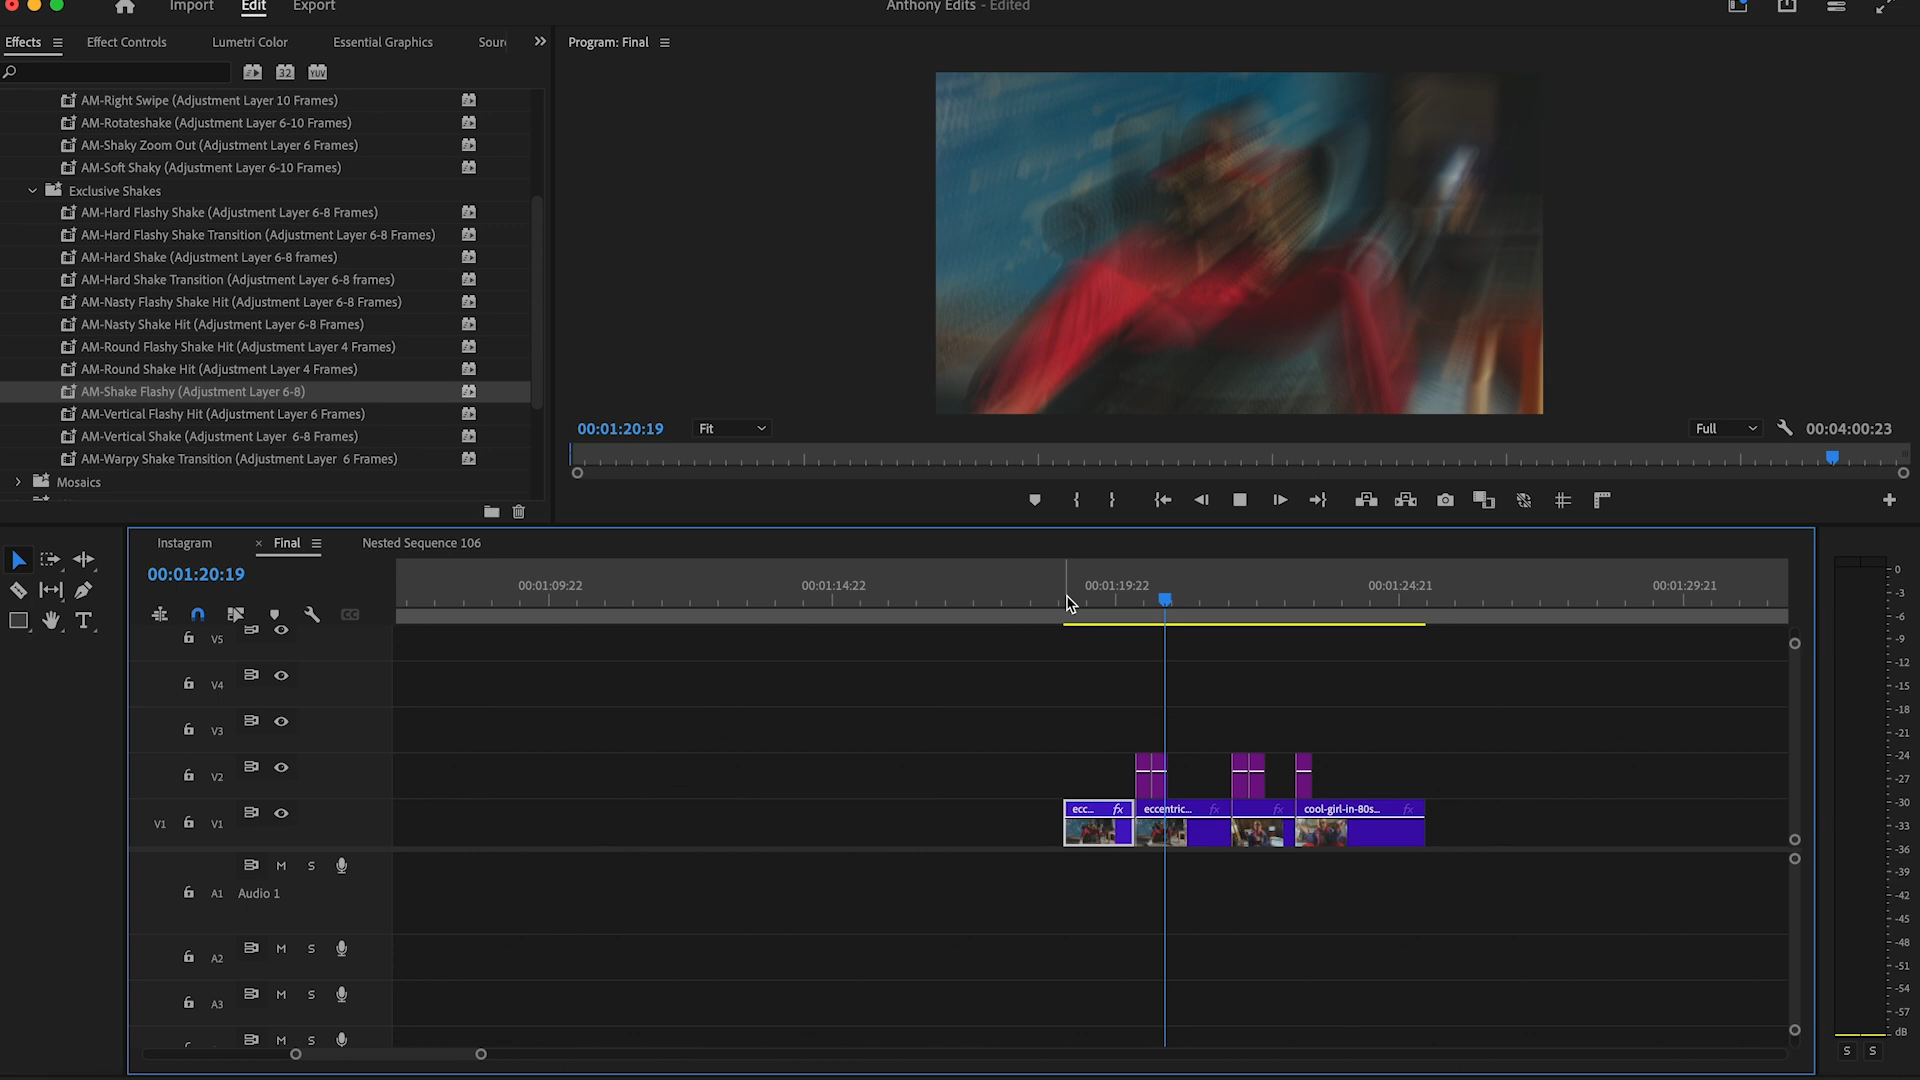 Import Edit Export
Anthony Edits - Edited
Effects Effect Controls Lumetri Color Essential Graphics Sour
Program: Final
32 YUV
AM-Right Swipe (Adjustment Layer 10 Frames)
AM-Rotateshake (Adjustment Layer 6-10 Frames)
AM-Shaky Zoom Out (Adjustment Layer 6 Frames)
AM-Soft Shaky (Adjustment Layer 6-10 Frames)
Exclusive Shakes
AM-Hard Flashy Shake (Adjustment Layer 6-8 Frames)
AM-Hard Flashy Shake Transition (Adjustment Layer 6-8 Frames)
AM-Hard Shake (Adjustment Layer 6-8 frames)
AM-Hard Shake Transition (Adjustment Layer 6-8 frames)
AM-Nasty Flashy Shake Hit (Adjustment Layer 6-8 Frames)
AM-Nasty Shake Hit (Adjustment Layer 6-8 Frames)
AM-Round Flashy Shake Hit (Adjustment Layer 4 Frames)
AM-Round Shake Hit (Adjustment Layer 4 Frames)
AM-Shake Flashy (Adjustment Layer 6-8)
AM-Vertical Flashy Hit (Adjustment Layer 6 Frames)
AM-Vertical Shake (Adjustment Layer 6-8 Frames)
AM-Warpy Shake Transition (Adjustment Layer 6 Frames)
Mosaics
00:01:20:19 Fit Full 00:04:00:23
Instagram × Final Nested Sequence 106
00:01:20:19
00:01:09:22 00:01:14:22 00:01:19:22 00:01:24:21 00:01:29:21
CC
V5
V4
V3
V2
V1 V1
ecc... fx eccentric... fx fx cool-girl-in-80s... fx
M S
A1 Audio 1
M S
A2
M S
A3
M S
0
-3
-6
-9
-12
-15
-18
-21
-24
-27
-30
-33
-36
-39
-42
-45
-48
-51
-54
-57
dB
S S